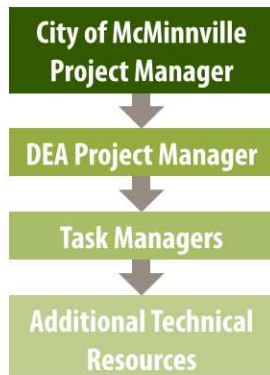 City of McMinnville
Project Manager
DEA Project Manager
Task Managers
Additional Technical
Resources